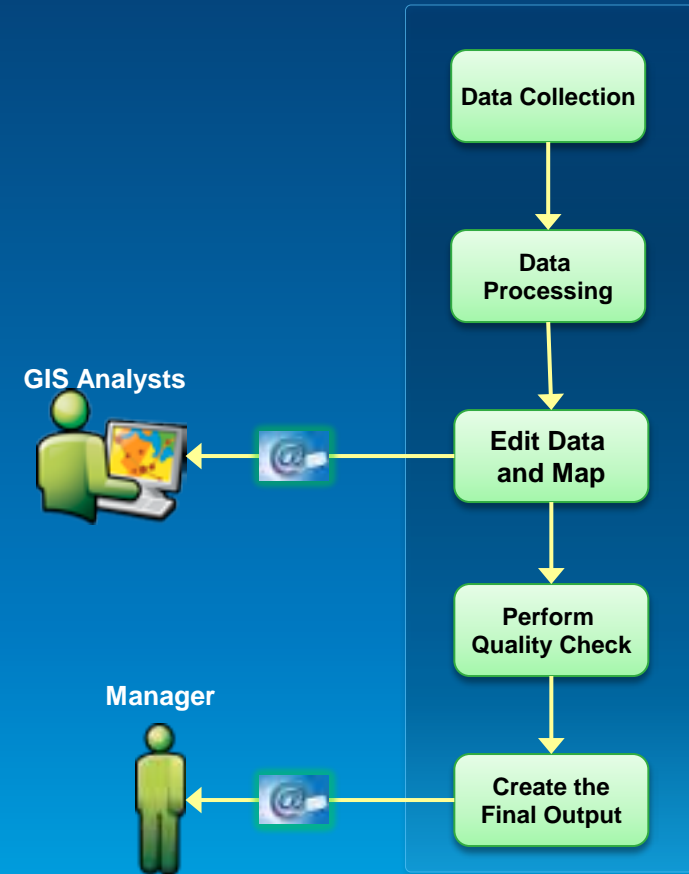 Data Collection
Data
Processing
GIS Analysts
@
Edit Data
and Map
Perform
Quality Check
Manager
@
Create the
Final Output